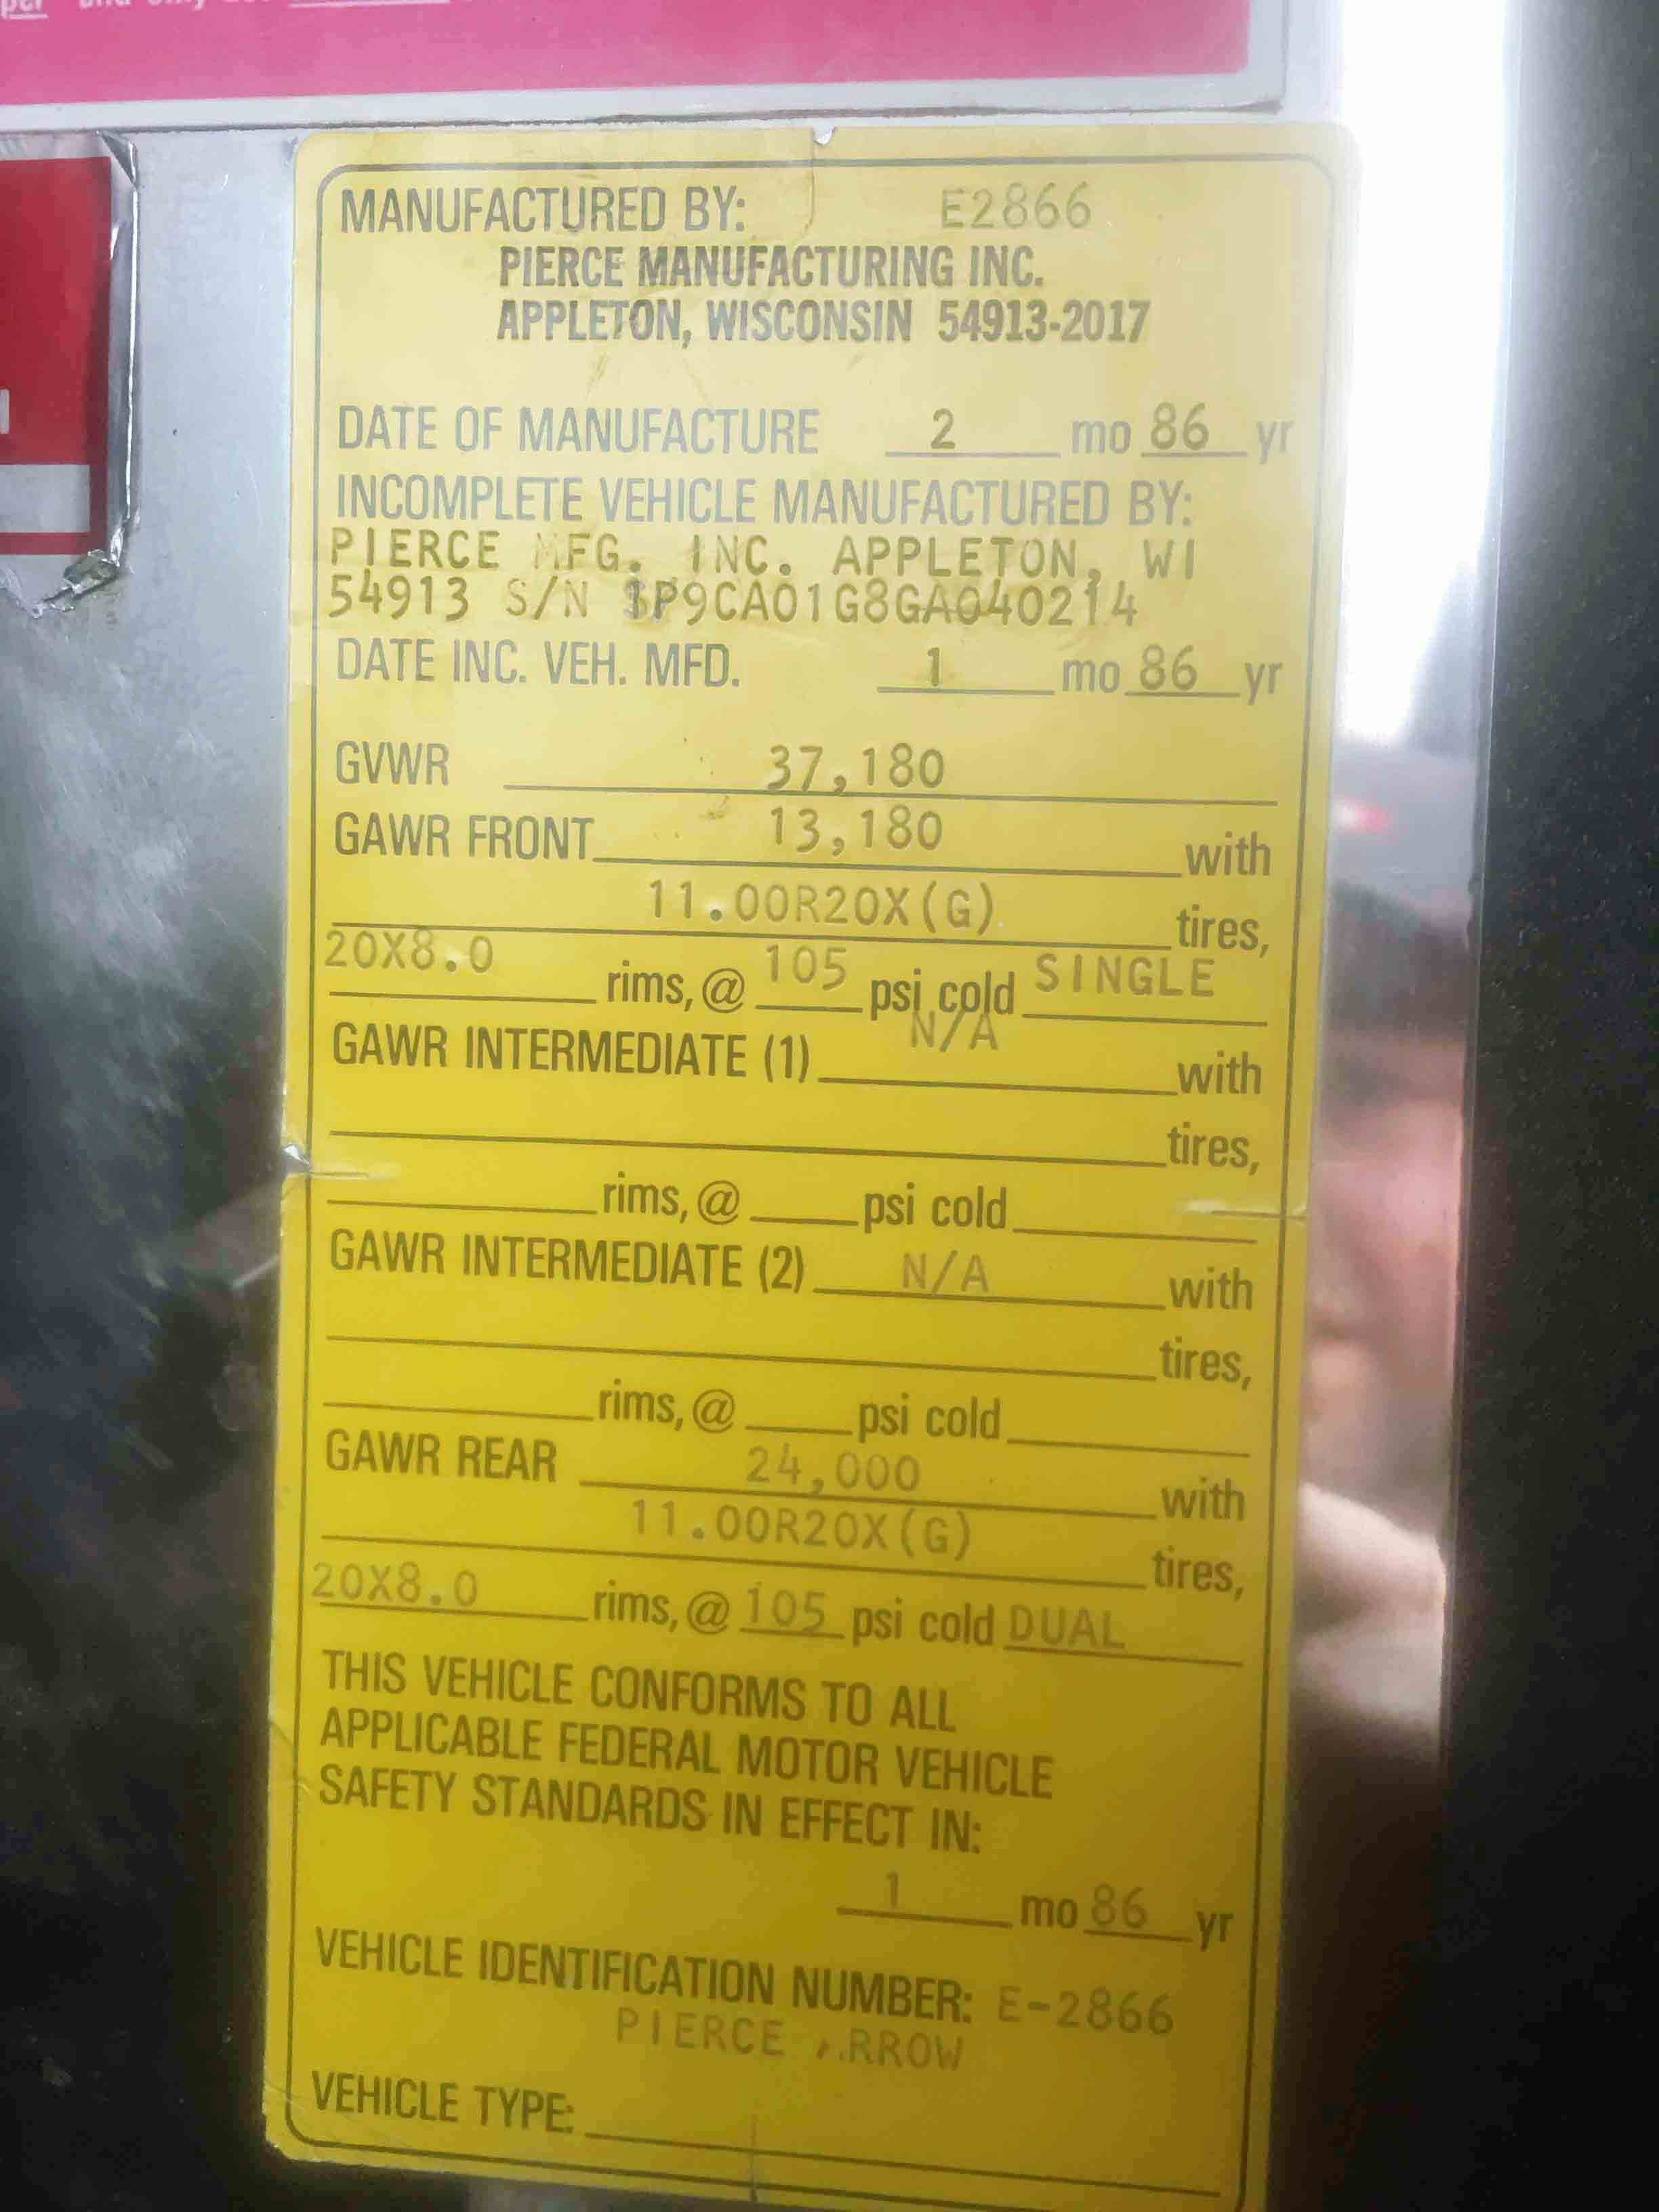 MANUFACTURED BY: E2866
PIERCE MANUFACTURING INC.
APPLETON, WISCONSIN 54913-2017
DATE OF MANUFACTURE 2 mo 86 yr
INCOMPLETE VEHICLE MANUFACTURED BY:
PIERCE MFG. INC. APPLETON, WI
54913 S/N 1P9CA01G8GA040214
DATE INC. VEH. MFD. 1 mo 86 yr
GVWR 37,180
GAWR FRONT 13,180 with
11.00R20X(G) tires,
20X8.0 rims, @ 105 psi cold SINGLE
GAWR INTERMEDIATE (1) N/A with
tires,
rims, @ psi cold
GAWR INTERMEDIATE (2) N/A with
tires,
rims, @ psi cold
GAWR REAR 24,000 with
11.00R20X(G) tires,
20X8.0 rims, @ 105 psi cold DUAL
THIS VEHICLE CONFORMS TO ALL
APPLICABLE FEDERAL MOTOR VEHICLE
SAFETY STANDARDS IN EFFECT IN:
1 mo 86 yr
VEHICLE IDENTIFICATION NUMBER: E-2866
PIERCE ARROW
VEHICLE TYPE: